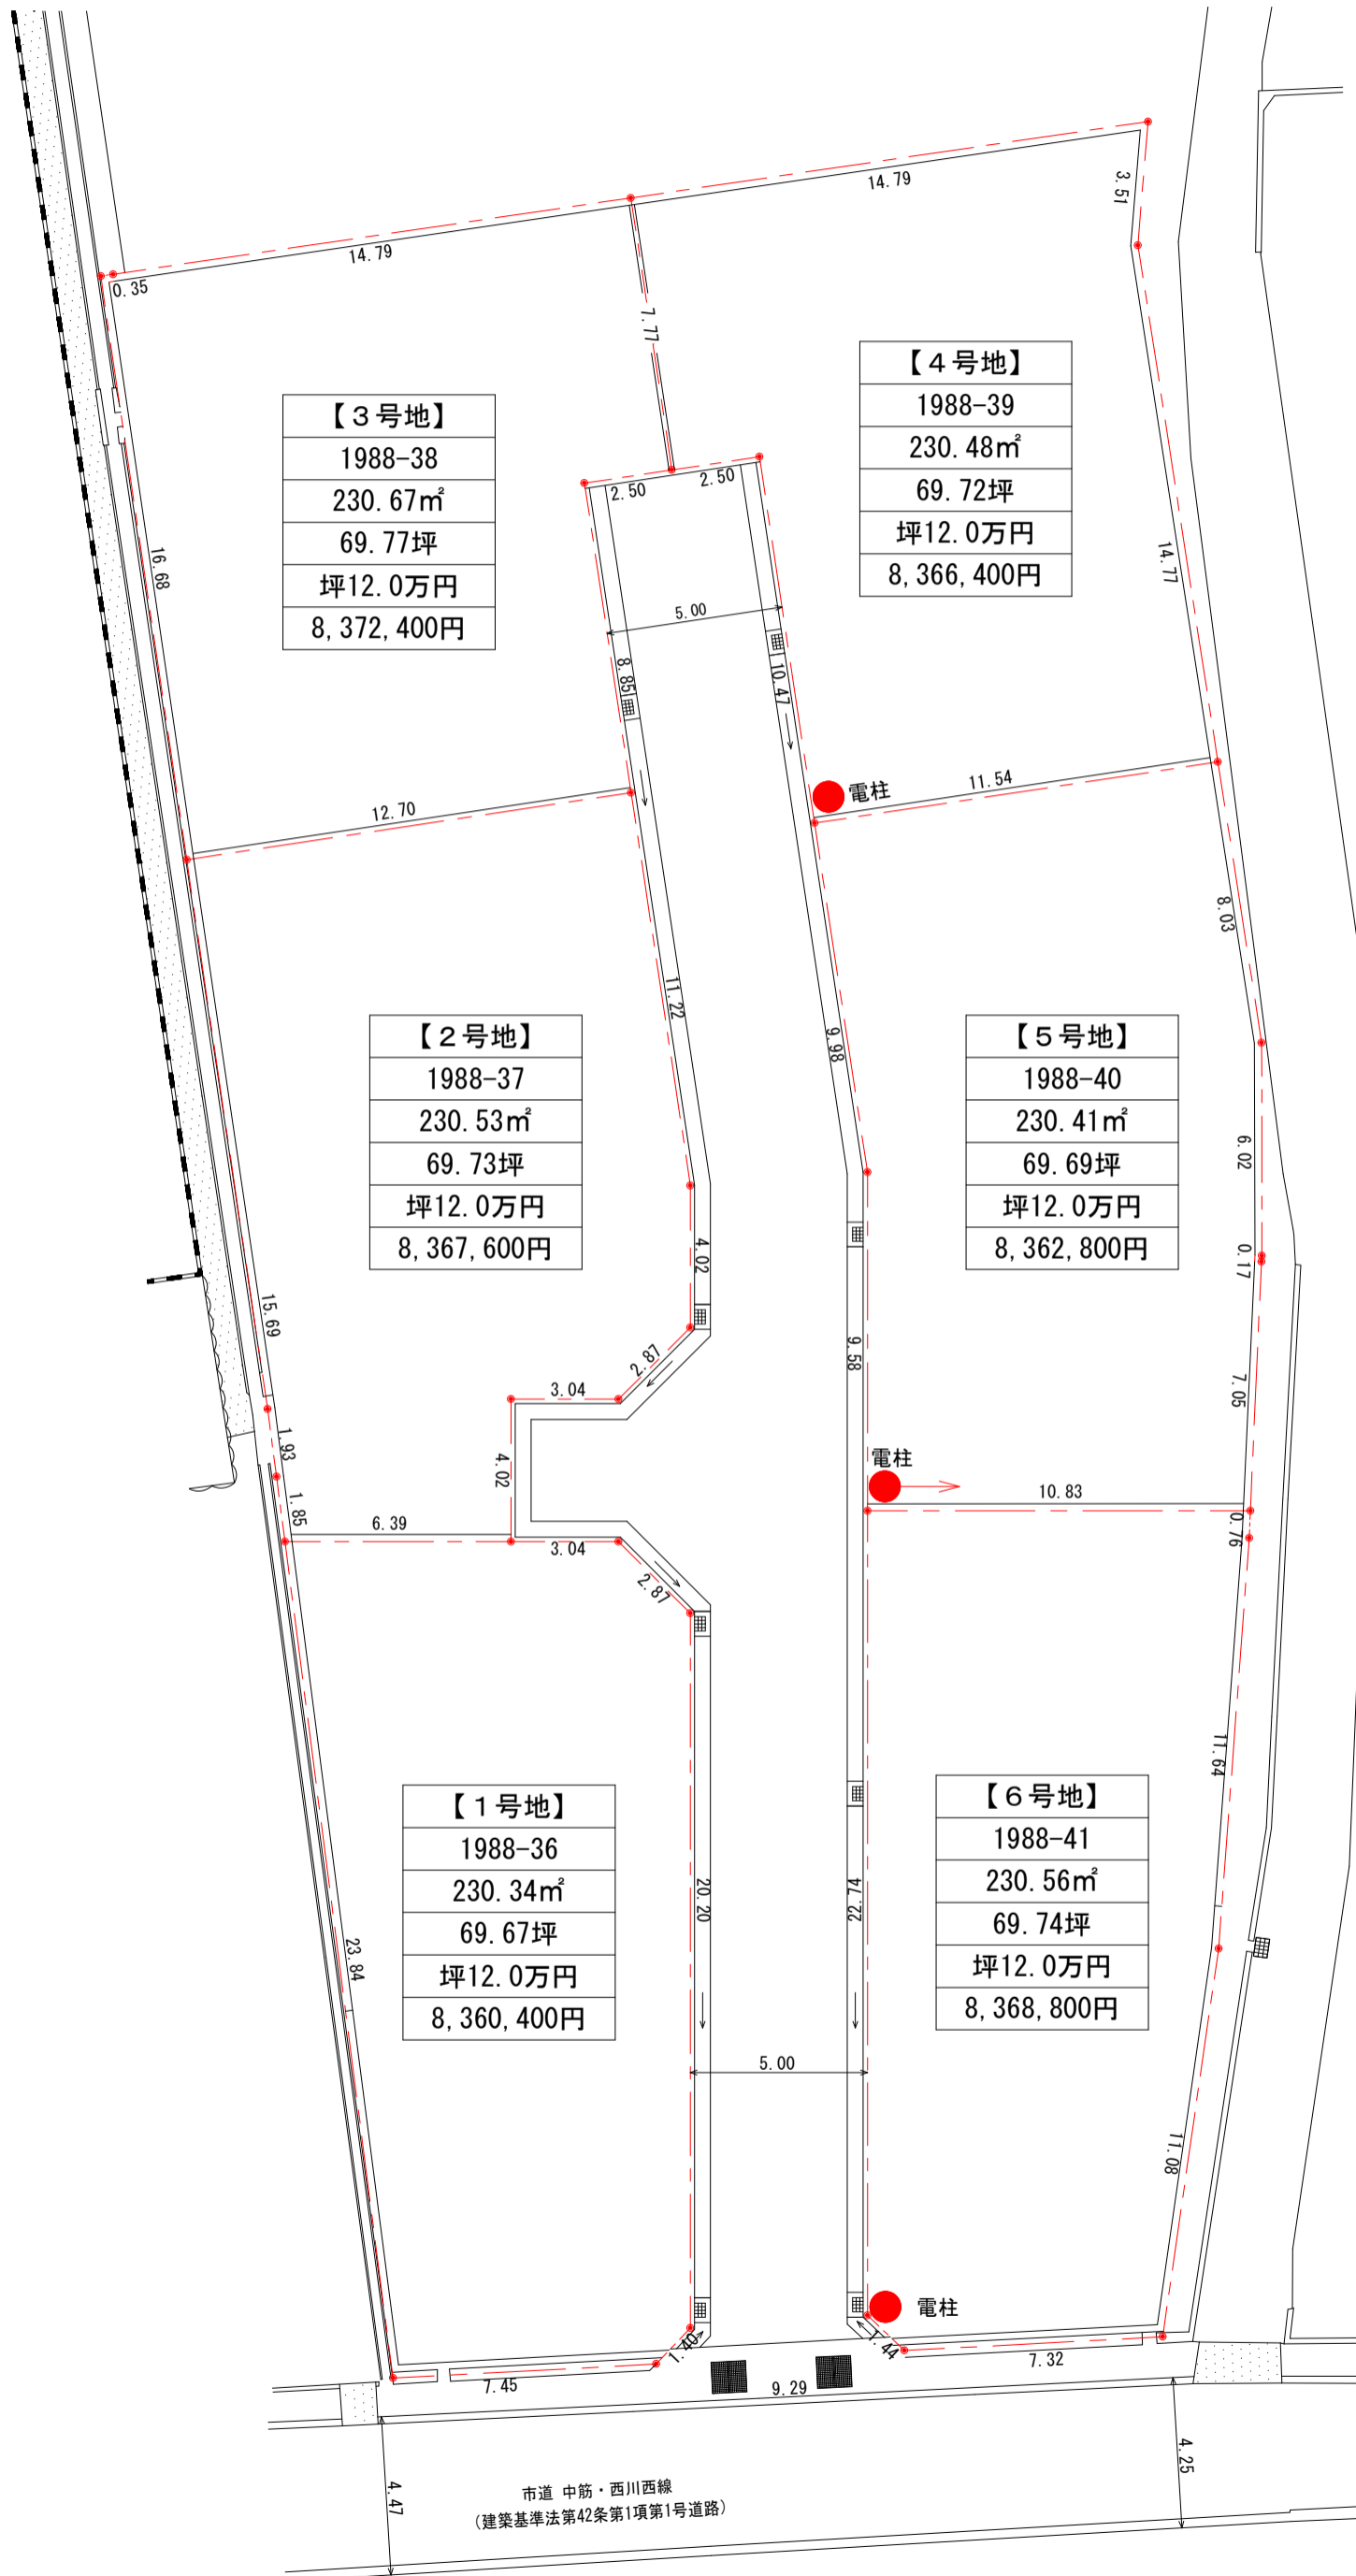 14.79
3.51
14.79
0.35
7.77
【４号地】
1988-39
230.48㎡
69.72坪
坪12.0万円
8,366,400円
【３号地】
1988-38
230.67㎡
69.77坪
坪12.0万円
8,372,400円
2.50
2.50
16.68
14.77
5.00
8.85
10.47
電柱
11.54
12.70
8.03
11.22
9.98
【２号地】
1988-37
230.53㎡
69.73坪
坪12.0万円
8,367,600円
【５号地】
1988-40
230.41㎡
69.69坪
坪12.0万円
8,362,800円
6.02
4.02
0.17
15.69
9.58
2.87
3.04
7.05
1.93
4.02
電柱
1.85
10.83
6.39
3.04
0.76
2.87
11.64
【１号地】
1988-36
230.34㎡
69.67坪
坪12.0万円
8,360,400円
【６号地】
1988-41
230.56㎡
69.74坪
坪12.0万円
8,368,800円
20.20
22.74
23.84
5.00
11.08
電柱
1.40
1.44
7.45
9.29
7.32
4.25
4.47
市道 中筋・西川西線
（建築基準法第42条第1項第1号道路）